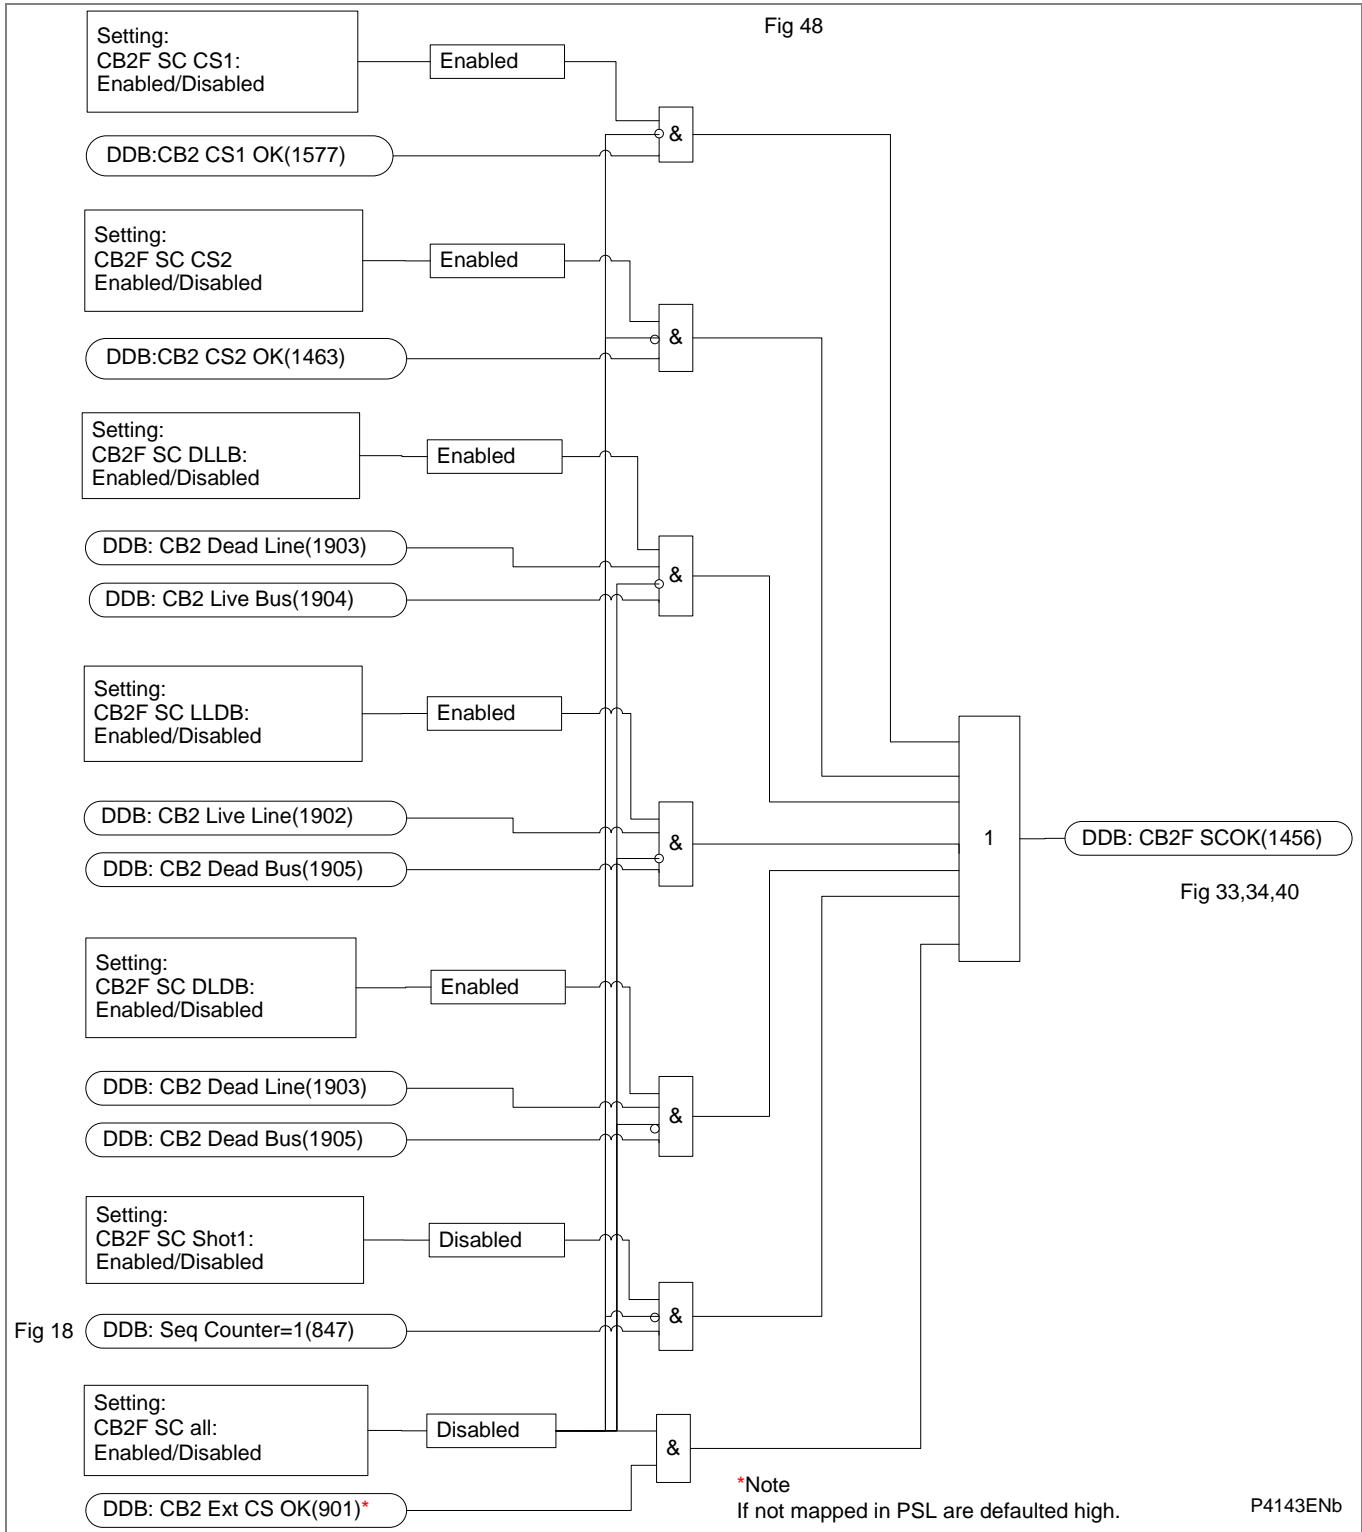 Fig 48
Setting:
CB2F SC CS1:
Enabled/Disabled
Enabled
&
DDB:CB2 CS1 OK(1577)
Setting:
CB2F SC CS2
Enabled/Disabled
Enabled
&
DDB:CB2 CS2 OK(1463)
Setting:
CB2F SC DLLB:
Enabled/Disabled
Enabled
DDB: CB2 Dead Line(1903)
&
DDB: CB2 Live Bus(1904)
Setting:
CB2F SC LLDB:
Enabled/Disabled
Enabled
DDB: CB2 Live Line(1902)
&
DDB: CB2 Dead Bus(1905)
1
DDB: CB2F SCOK(1456)
Fig 33,34,40
Setting:
CB2F SC DLDB:
Enabled/Disabled
Enabled
DDB: CB2 Dead Line(1903)
&
DDB: CB2 Dead Bus(1905)
Setting:
CB2F SC Shot1:
Enabled/Disabled
Disabled
&
Fig 18
DDB: Seq Counter=1(847)
Setting:
CB2F SC all:
Enabled/Disabled
Disabled
&
DDB: CB2 Ext CS OK(901)*
*Note
If not mapped in PSL are defaulted high.
P4143ENb